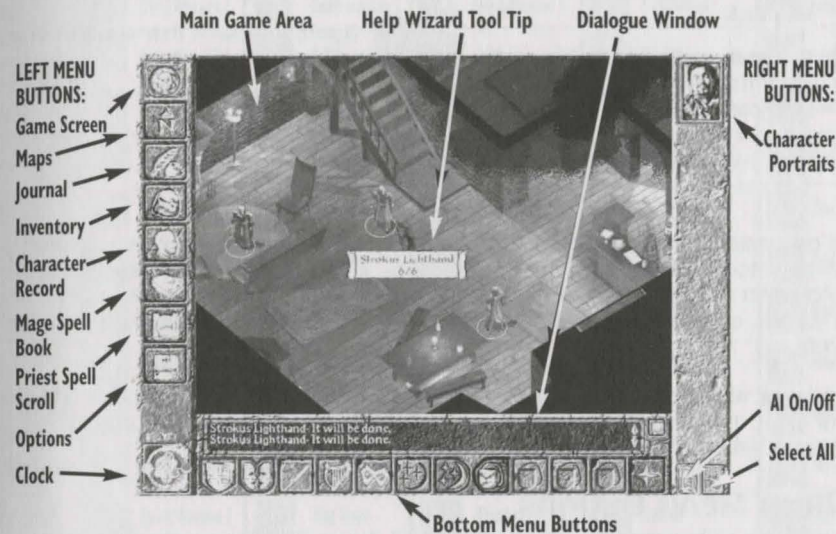 Main Game Area
Help Wizard Tool Tip
Dialogue Window
LEFT MENU
BUTTONS:
Game Screen
Maps
Journal
Inventory
Character
Record
Mage Spell
Book
Priest Spell
Scroll
Options
Clock
RIGHT MENU
BUTTONS:
Character
Portraits
AI On/Off
Select All
Strokus Lighthand
6/6
Strokus Lighthand- It will be done.
Strokus Lighthand- It will be done.
Bottom Menu Buttons